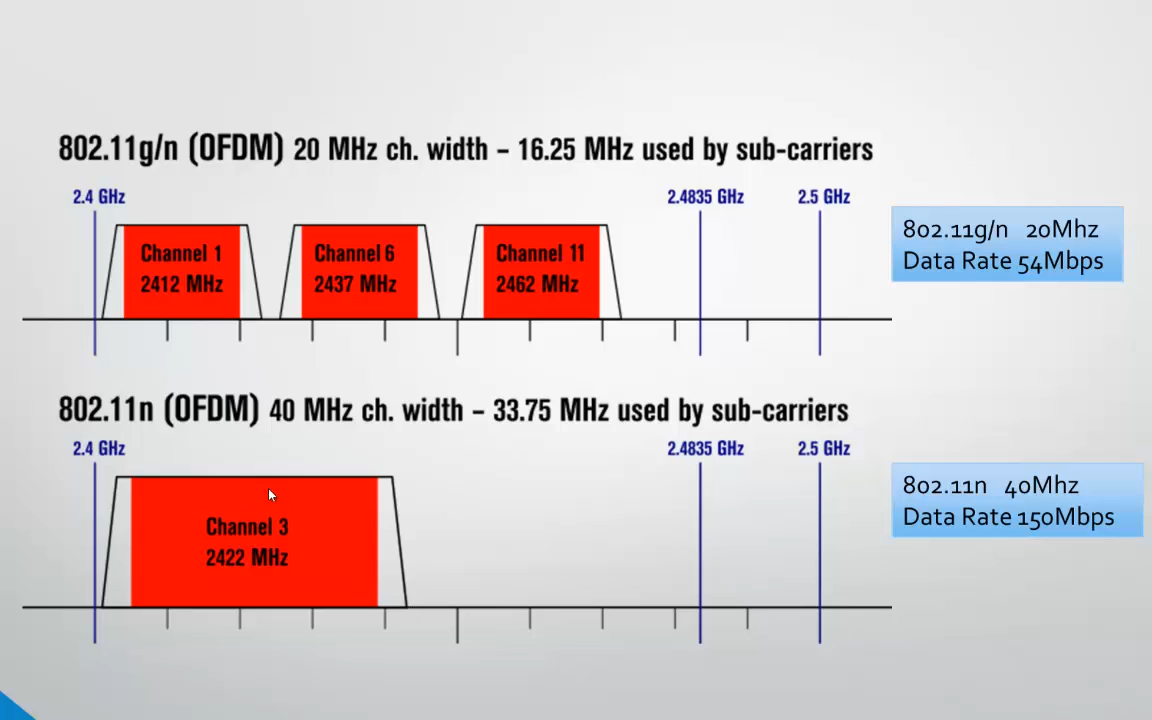 802.11g/n (OFDM) 20 MHz ch. width – 16.25 MHz used by sub-carriers
2.4 GHz
2.4835 GHz
2.5 GHz
Channel 1
2412 MHz
Channel 6
2437 MHz
Channel 11
2462 MHz
802.11g/n 20Mhz
Data Rate 54Mbps
802.11n (OFDM) 40 MHz ch. width – 33.75 MHz used by sub-carriers
2.4 GHz
2.4835 GHz
2.5 GHz
Channel 3
2422 MHz
802.11n 40Mhz
Data Rate 150Mbps